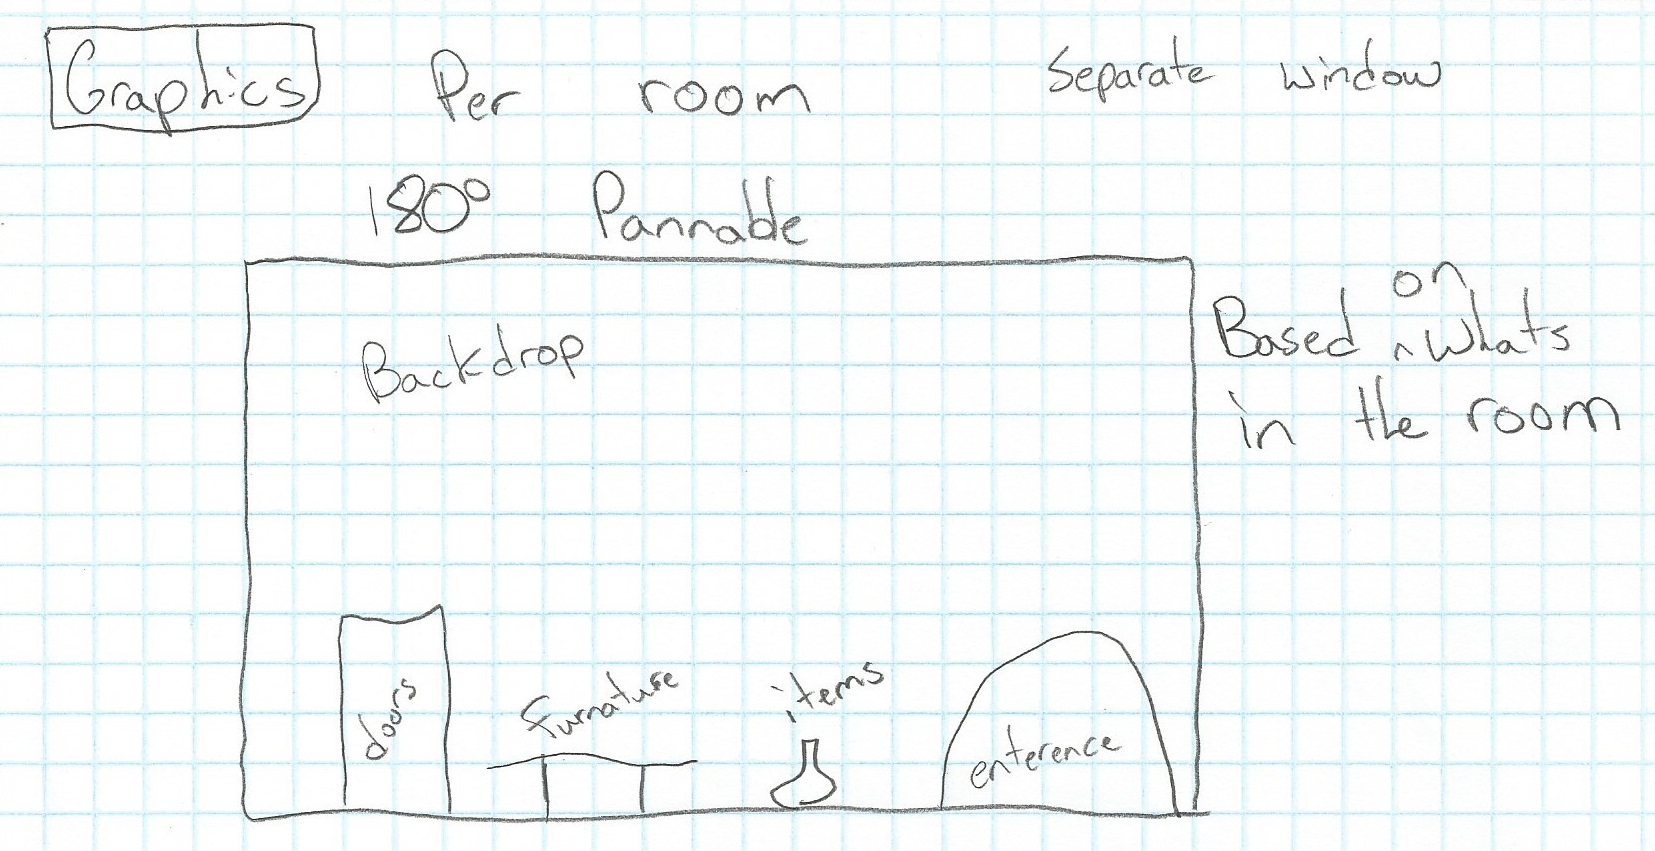 Graphics Per room Separate window
180° Pannable
Based on whats
in the room
Backdrop
doors
furnature
items
enterence